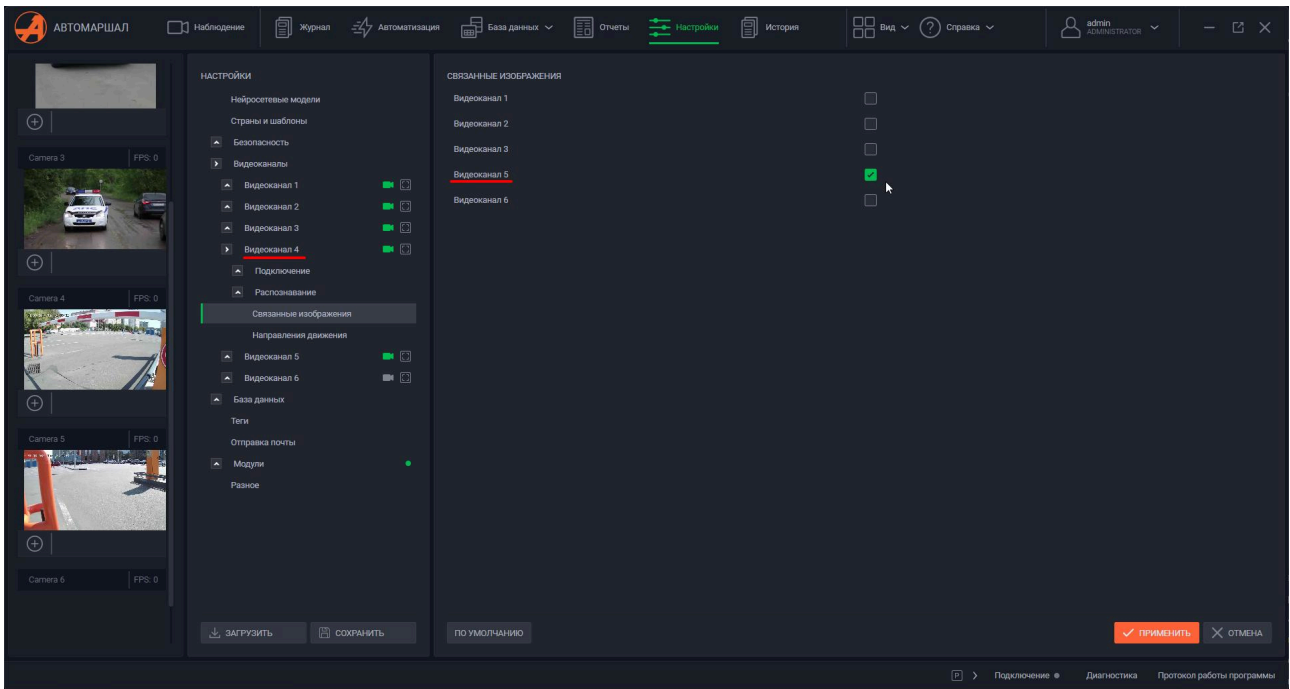 АВТОМАРШАЛ
Наблюдение
Журнал
Автоматизация
База данных
Отчеты
Настройки
История
Вид
Справка
admin
ADMINISTRATOR
Camera 3 FPS: 0
Camera 4 FPS: 0
Camera 5 FPS: 0
Camera 6 FPS: 0
НАСТРОЙКИ
Нейросетевые модели
Страны и шаблоны
Безопасность
Видеоканалы
Видеоканал 1
Видеоканал 2
Видеоканал 3
Видеоканал 4
Подключение
Распознавание
Связанные изображения
Направления движения
Видеоканал 5
Видеоканал 6
База данных
Теги
Отправка почты
Модули
Разное
ЗАГРУЗИТЬ
СОХРАНИТЬ
СВЯЗАННЫЕ ИЗОБРАЖЕНИЯ
Видеоканал 1
Видеоканал 2
Видеоканал 3
Видеоканал 5
Видеоканал 6
ПО УМОЛЧАНИЮ
ПРИМЕНИТЬ
ОТМЕНА
P
Подключение
Диагностика
Протокол работы программы